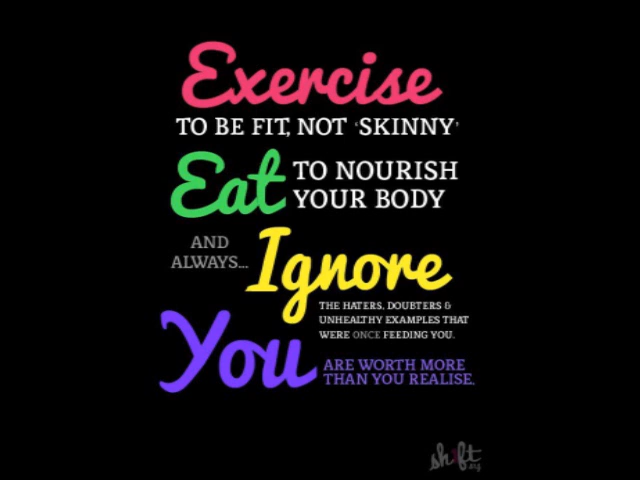 Exercise
TO BE FIT, NOT ‘SKINNY’
Eat TO NOURISH
YOUR BODY
AND
ALWAYS... Ignore
THE HATERS, DOUBTERS &
UNHEALTHY EXAMPLES THAT
WERE ONCE FEEDING YOU.
You ARE WORTH MORE
THAN YOU REALISE.
shift
.org